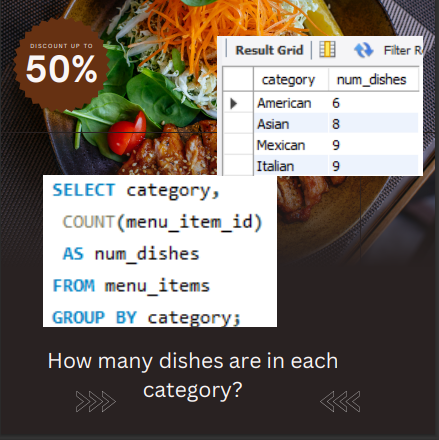 DISCOUNT UP TO
50%
Result Grid
Filter R
category num_dishes
American 6
Asian 8
Mexican 9
Italian 9
SELECT category,
COUNT(menu_item_id)
AS num_dishes
FROM menu_items
GROUP BY category;
How many dishes are in each
category?